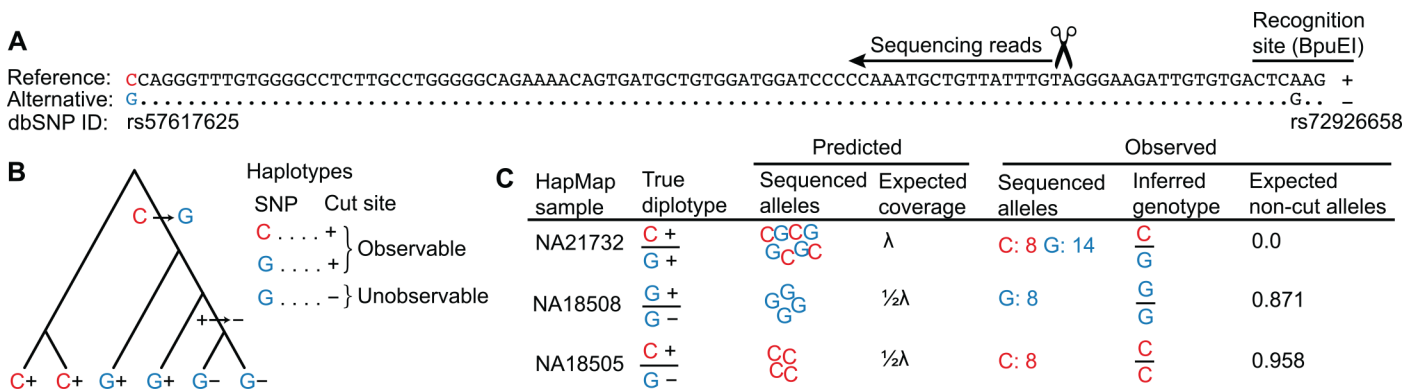 A
Sequencing reads
Recognition
site (BpuEI)
Reference: CCAGGGTTTGTGGGGCCTCTTGCCTGGGGGCAGAAAACAGTGATGCTGTGGATGGATCCCCCAAATGCTGTTATTTGTAGGGAAGATTGTGTGACTCAAG +
Alternative: G....................................................................................................G.. −
dbSNP ID: rs57617625 rs72926658
B
C → G
+ → −
C+ C+ G+ G+ G− G−
Haplotypes
SNP Cut site
C .... + } Observable
G .... +
G .... − } Unobservable
C
Predicted Observed
HapMap sample True diplotype Sequenced alleles Expected coverage Sequenced alleles Inferred genotype Expected non-cut alleles
NA21732 C + / G + CGCGGCGC λ C: 8 G: 14 C / G 0.0
NA18508 G + / G − GGGG ½λ G: 8 G / G 0.871
NA18505 C + / G − CCCC ½λ C: 8 C / C 0.958